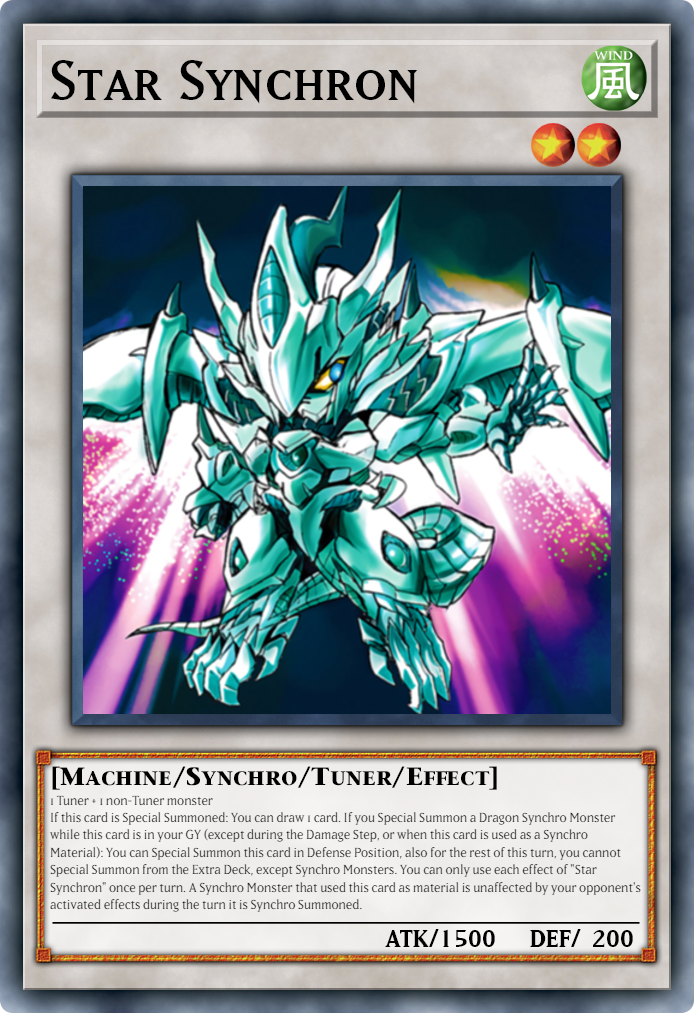 Star Synchron
WIND
風
[Machine/Synchro/Tuner/Effect]
1 Tuner + 1 non-Tuner monster
If this card is Special Summoned: You can draw 1 card. If you Special Summon a Dragon Synchro Monster
while this card is in your GY (except during the Damage Step, or when this card is used as a Synchro
Material): You can Special Summon this card in Defense Position, also for the rest of this turn, you cannot
Special Summon from the Extra Deck, except Synchro Monsters. You can only use each effect of "Star
Synchron" once per turn. A Synchro Monster that used this card as material is unaffected by your opponent's
activated effects during the turn it is Synchro Summoned.
ATK/1500 DEF/ 200